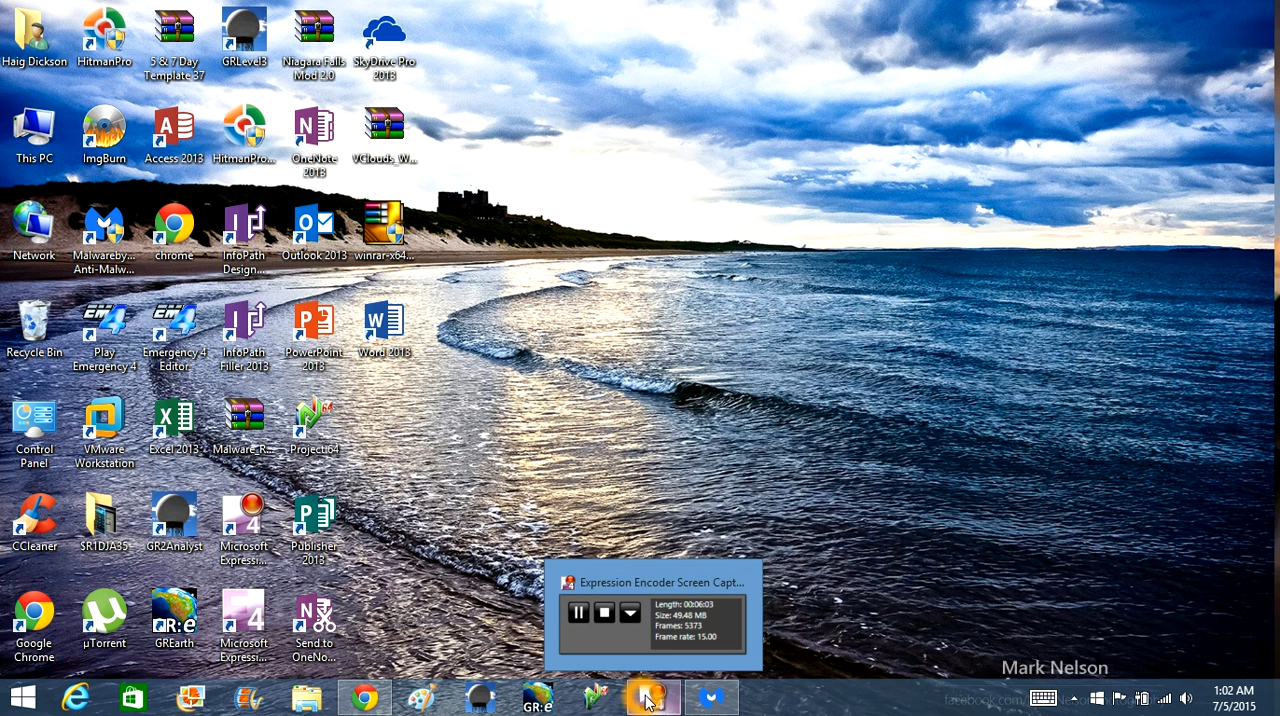 Haig Dickson
HitmanPro
5 & 7 Day
Template 37
GRLevel3
Niagara Falls
Mod 2.0
SkyDrive Pro
2013
This PC
ImgBurn
Access 2013
HitmanPro...
OneNote
2013
VClouds_W...
Network
Malwareby...
Anti-Malw...
chrome
InfoPath
Design...
Outlook 2013
winrar-x64...
Recycle Bin
Play
Emergency 4
Emergency 4
Editor
InfoPath
Filler 2013
PowerPoint
2013
Word 2013
Control
Panel
VMware
Workstation
Excel 2013
Malware_R...
Project64
CCleaner
SR1DJA35
GR2Analyst
Microsoft
Expressi...
Publisher
2013
Google
Chrome
µTorrent
GREarth
Microsoft
Expressi...
Send to
OneNo...
Expression Encoder Screen Capt...
Length: 00:06:03
Size: 49.48 MB
Frames: 5373
Frame rate: 15.00
Mark Nelson
facebook.com/
1:02 AM
7/5/2015